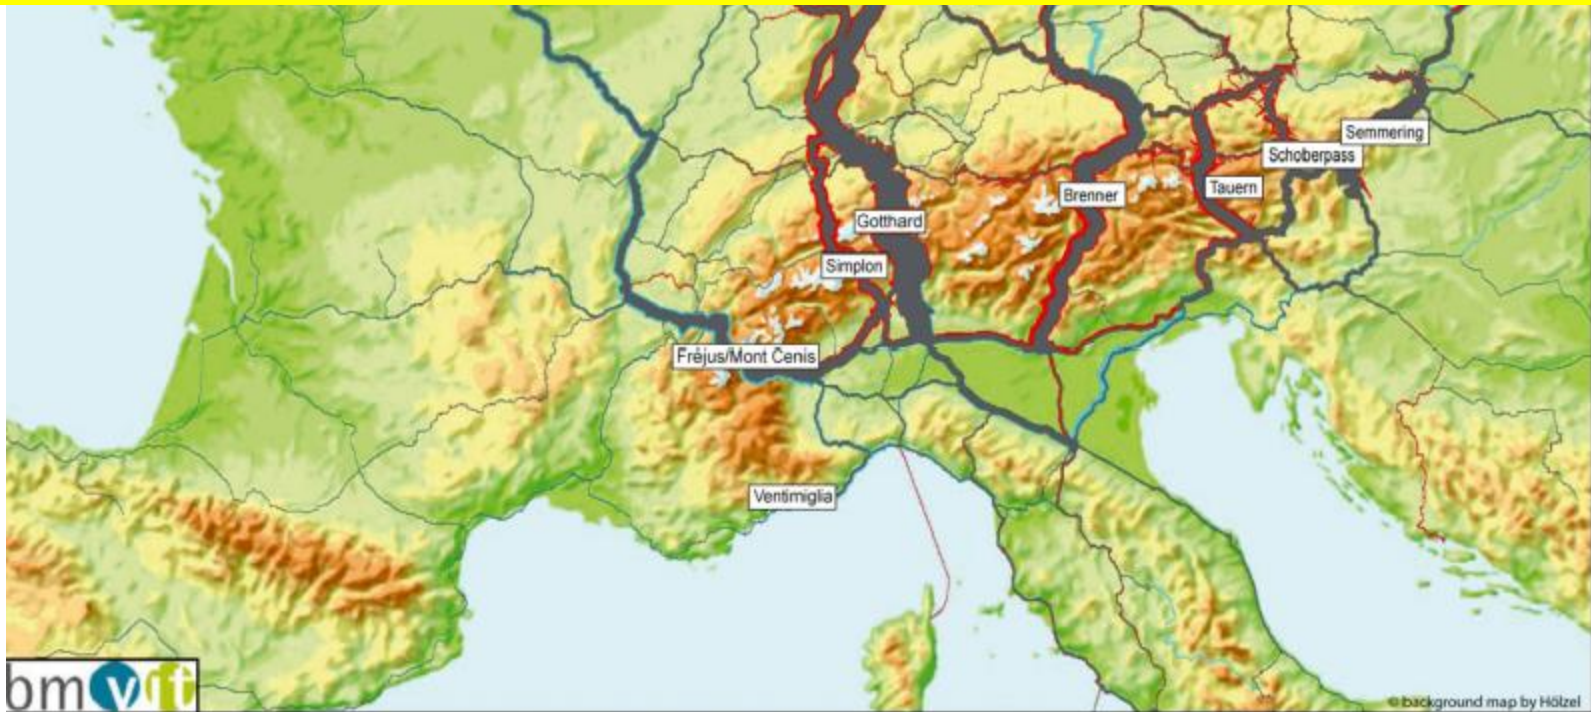 Semmering
Schoberpass
Brenner
Tauern
Gotthard
Simplon
Fréjus/Mont Cenis
Ventimiglia
bmvit
© background map by Hölzel